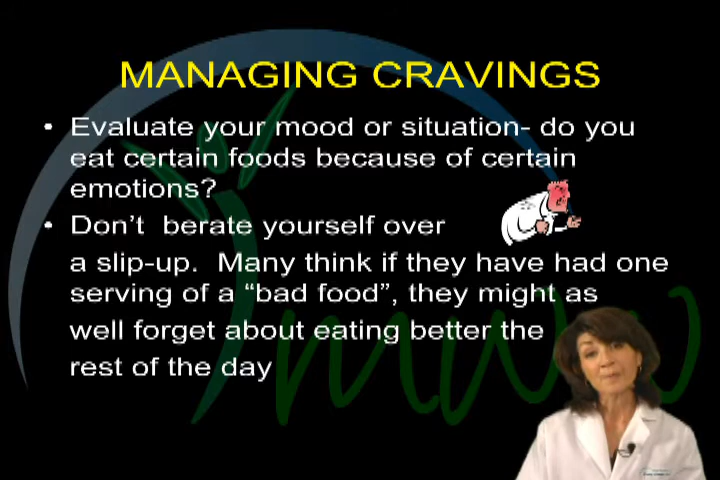 MANAGING CRAVINGS
• Evaluate your mood or situation- do you
eat certain foods because of certain
emotions?
• Don't berate yourself over
a slip-up. Many think if they have had one
serving of a “bad food”, they might as
well forget about eating better the
rest of the day
mww